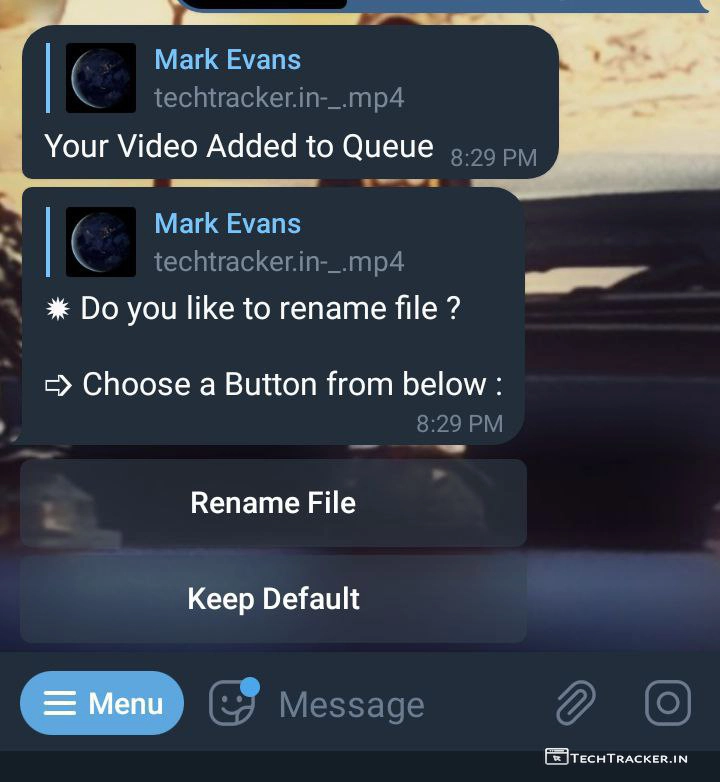 Mark Evans
techtracker.in-_.mp4
Your Video Added to Queue 8:29 PM
Mark Evans
techtracker.in-_.mp4
✹ Do you like to rename file ?
➩ Choose a Button from below :
8:29 PM
Rename File
Keep Default
Menu Message
TECHTRACKER.IN